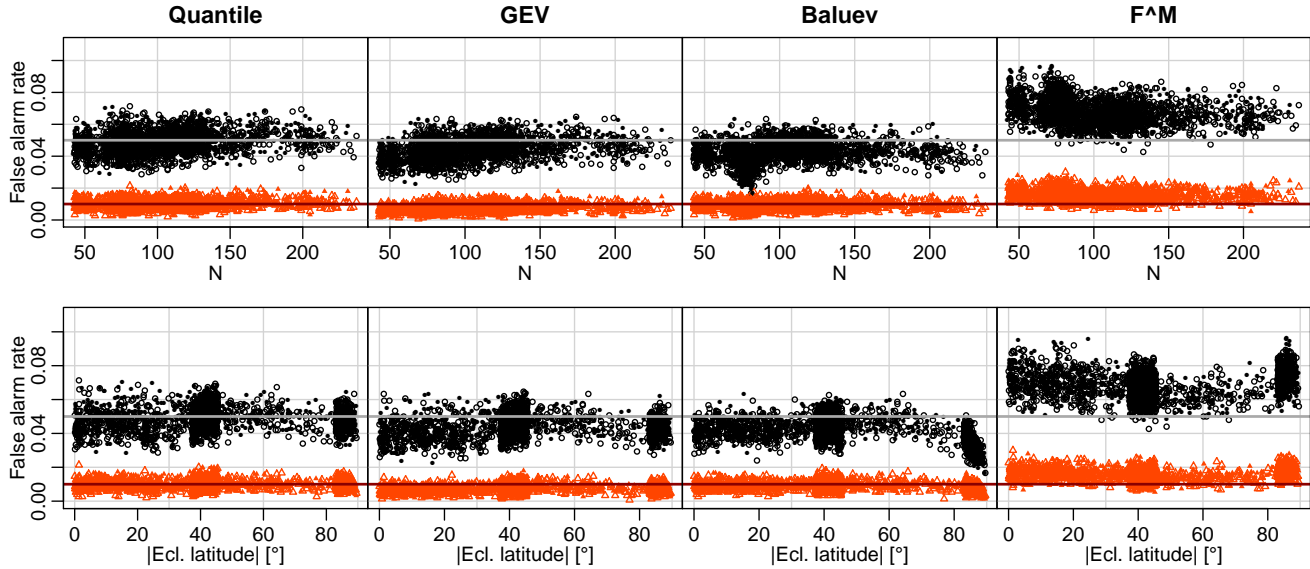 Quantile GEV Baluev F^M
False alarm rate
0.00 0.04 0.08
50 100 150 200 50 100 150 200 50 100 150 200 50 100 150 200
N N N N
False alarm rate
0.00 0.04 0.08
0 20 40 60 80 0 20 40 60 80 0 20 40 60 80 0 20 40 60 80
|Ecl. latitude| [°] |Ecl. latitude| [°] |Ecl. latitude| [°] |Ecl. latitude| [°]